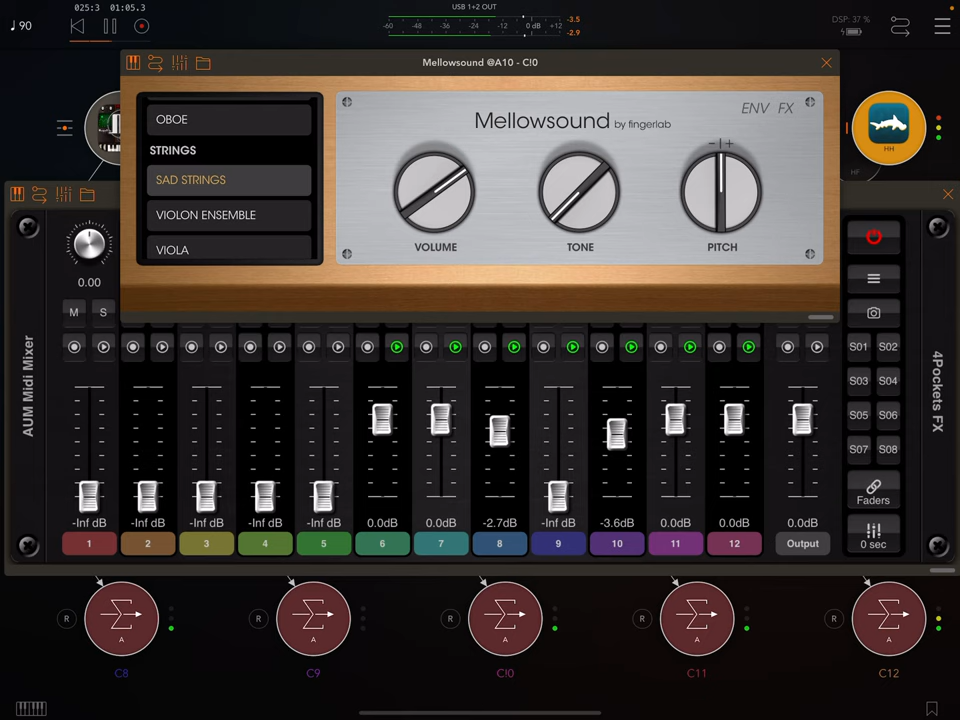 USB 1+2 OUT
025:3 01:05.3
♩ 90
-60 -48 -36 -24 -12 0 dB +12
-3.5
-2.9
DSP: 37 %
Mellowsound @A10 - C!0
OBOE
STRINGS
SAD STRINGS
VIOLON ENSEMBLE
VIOLA
ENV FX
Mellowsound by fingerlab
− | +
VOLUME TONE PITCH
HH
HF
0.00
M S
AUM Midi Mixer
4Pockets FX
S01 S02
S03 S04
S05 S06
S07 S08
Faders
0 sec
-Inf dB -Inf dB -Inf dB -Inf dB -Inf dB 0.0dB 0.0dB -2.7dB -Inf dB -3.6dB 0.0dB 0.0dB 0.0dB
1 2 3 4 5 6 7 8 9 10 11 12 Output
R R R R R
A A A A A
C8 C9 C!0 C11 C12